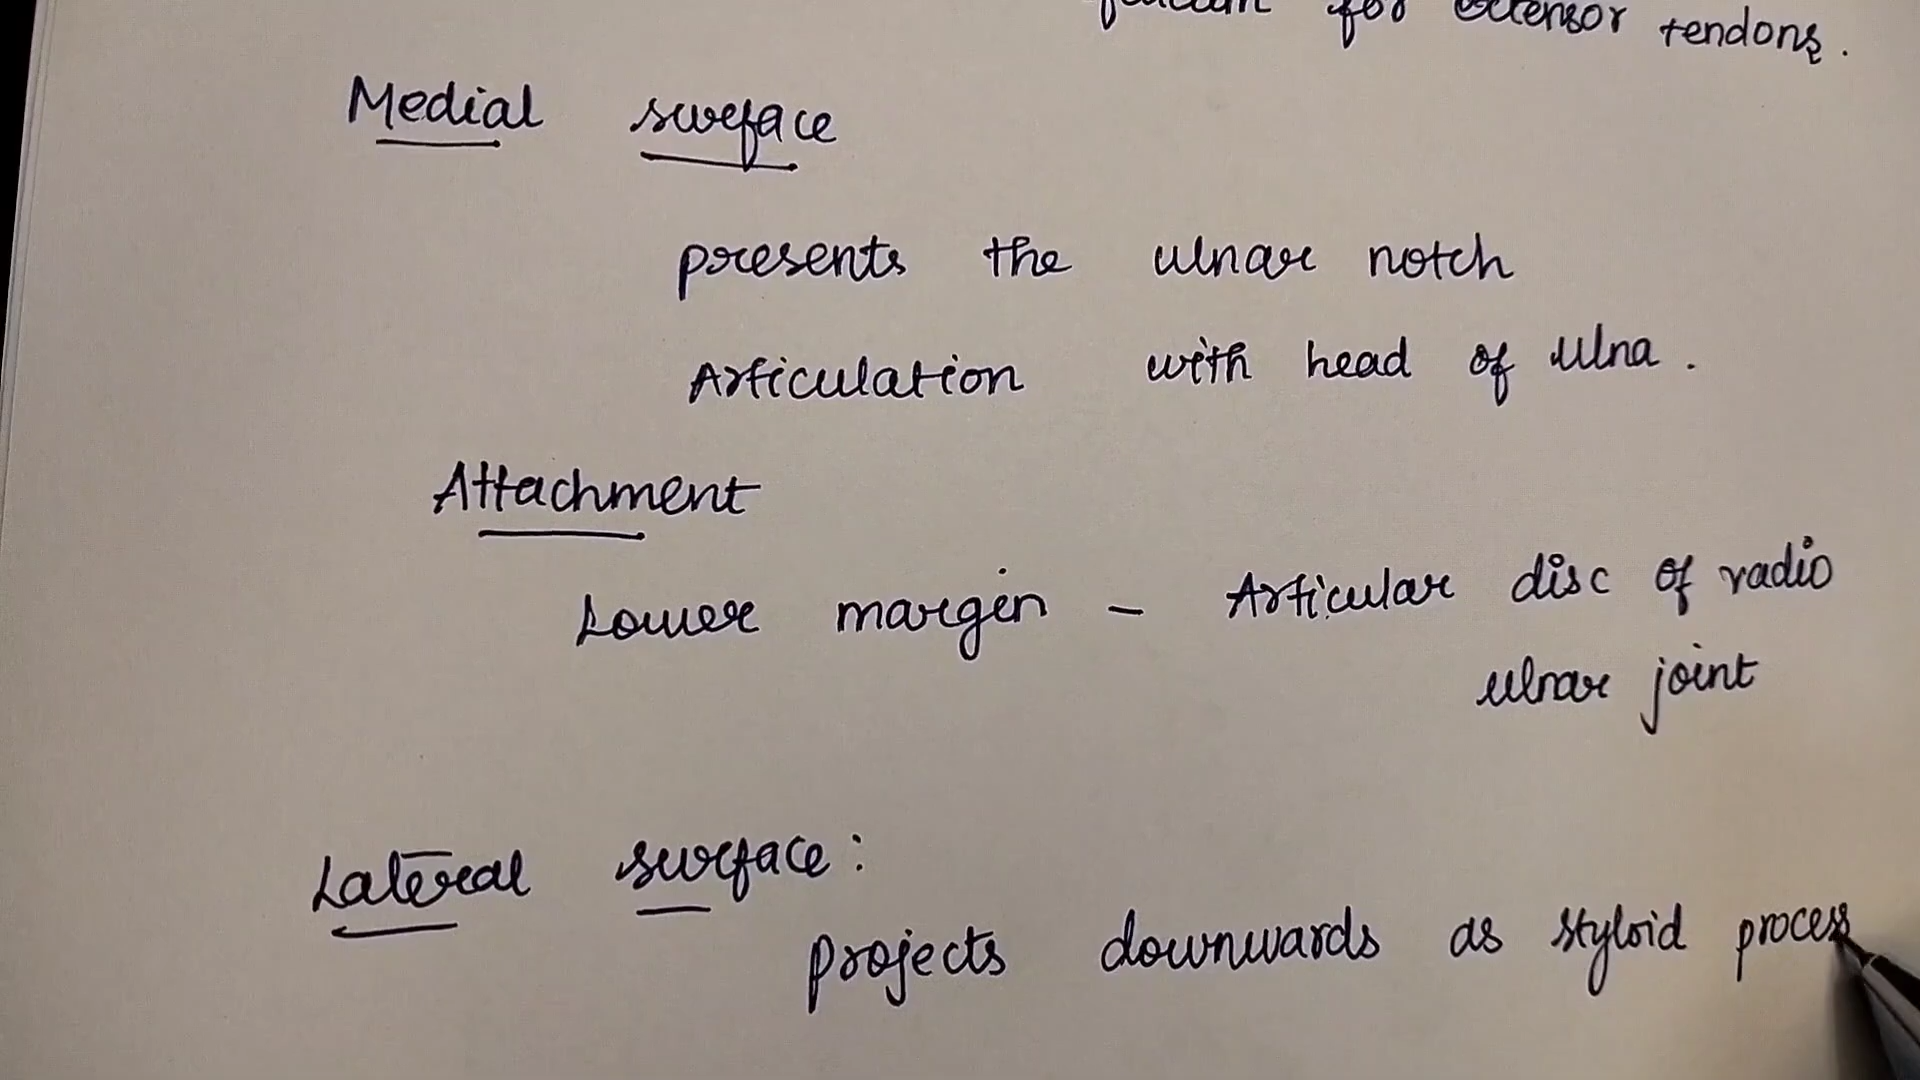 for extensor tendons.
Medial surface
presents the ulnar notch
Articulation with head of Ulna.
Attachment
Lower margin - Articular disc of radio
ulnar joint
Lateral surface:
projects downwards as styloid process